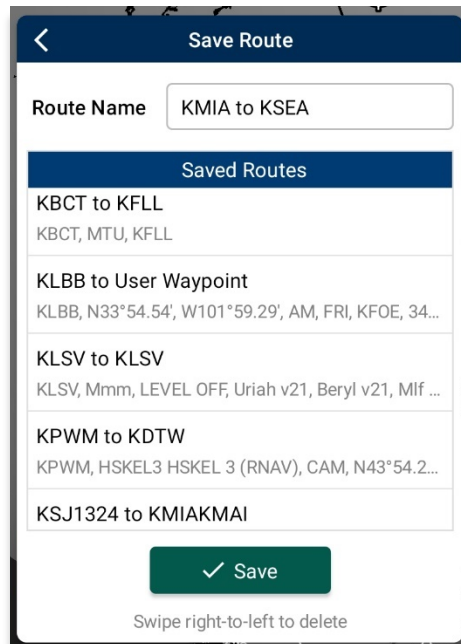 Save Route
Route Name KMIA to KSEA
Saved Routes
KBCT to KFLL
KBCT, MTU, KFLL
KLBB to User Waypoint
KLBB, N33°54.54', W101°59.29', AM, FRI, KFOE, 34...
KLSV to KLSV
KLSV, Mmm, LEVEL OFF, Uriah v21, Beryl v21, Mlf ...
KPWM to KDTW
KPWM, HSKEL3 HSKEL 3 (RNAV), CAM, N43°54.2...
KSJ1324 to KMIAKMAI
Save
Swipe right-to-left to delete